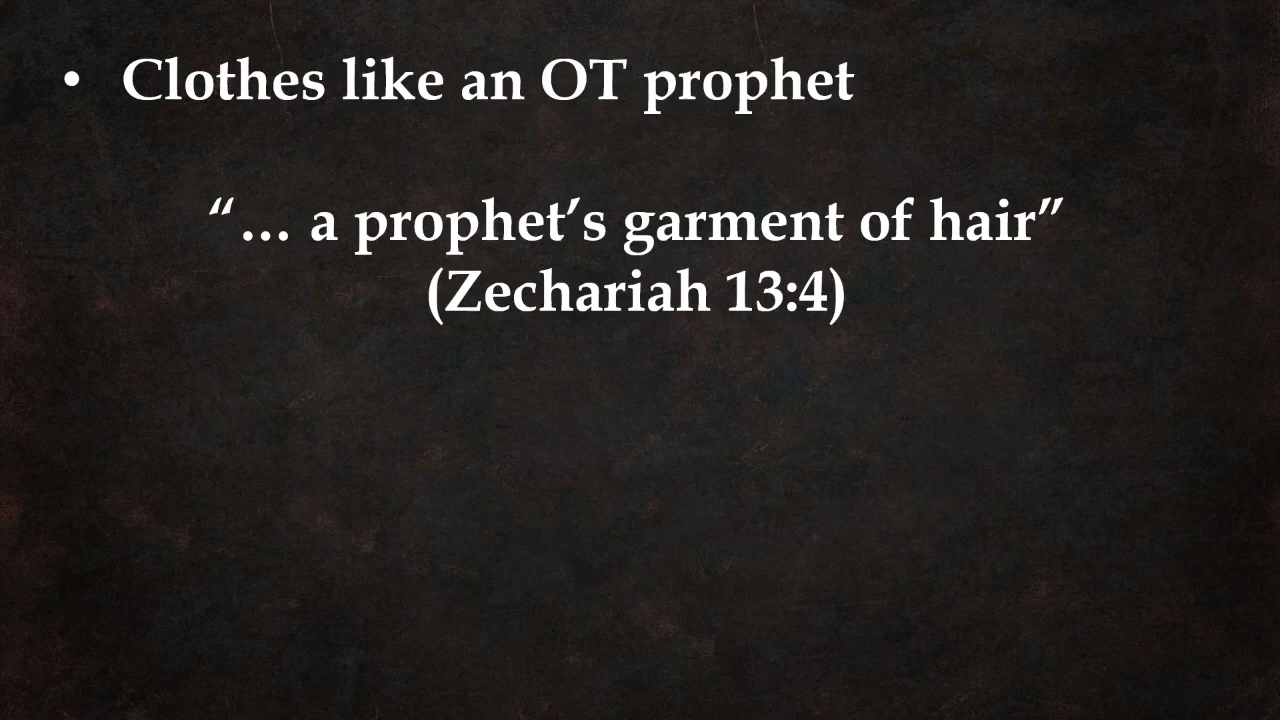 • Clothes like an OT prophet
“… a prophet’s garment of hair”
(Zechariah 13:4)